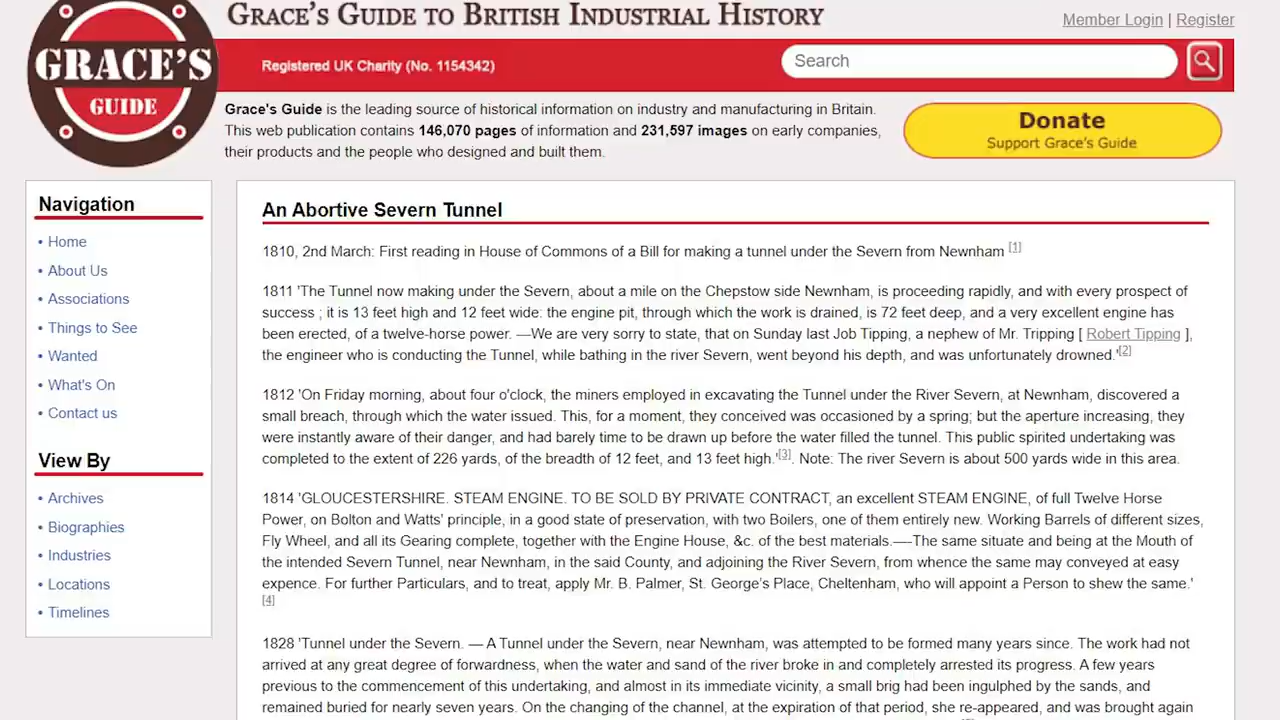 GRACE'S GUIDE TO BRITISH INDUSTRIAL HISTORY
Member Login | Register
GRACE'S
GUIDE
Registered UK Charity (No. 1154342)
Search
Grace's Guide is the leading source of historical information on industry and manufacturing in Britain.
This web publication contains 146,070 pages of information and 231,597 images on early companies,
their products and the people who designed and built them.
Donate
Support Grace's Guide
Navigation
• Home
• About Us
• Associations
• Things to See
• Wanted
• What's On
• Contact us
View By
• Archives
• Biographies
• Industries
• Locations
• Timelines
An Abortive Severn Tunnel
1810, 2nd March: First reading in House of Commons of a Bill for making a tunnel under the Severn from Newnham [1]
1811 'The Tunnel now making under the Severn, about a mile on the Chepstow side Newnham, is proceeding rapidly, and with every prospect of
success ; it is 13 feet high and 12 feet wide: the engine pit, through which the work is drained, is 72 feet deep, and a very excellent engine has
been erected, of a twelve-horse power. —We are very sorry to state, that on Sunday last Job Tipping, a nephew of Mr. Tripping [ Robert Tipping ],
the engineer who is conducting the Tunnel, while bathing in the river Severn, went beyond his depth, and was unfortunately drowned.'[2]
1812 'On Friday morning, about four o'clock, the miners employed in excavating the Tunnel under the River Severn, at Newnham, discovered a
small breach, through which the water issued. This, for a moment, they conceived was occasioned by a spring; but the aperture increasing, they
were instantly aware of their danger, and had barely time to be drawn up before the water filled the tunnel. This public spirited undertaking was
completed to the extent of 226 yards, of the breadth of 12 feet, and 13 feet high.'[3]. Note: The river Severn is about 500 yards wide in this area.
1814 'GLOUCESTERSHIRE. STEAM ENGINE. TO BE SOLD BY PRIVATE CONTRACT, an excellent STEAM ENGINE, of full Twelve Horse
Power, on Bolton and Watts' principle, in a good state of preservation, with two Boilers, one of them entirely new. Working Barrels of different sizes,
Fly Wheel, and all its Gearing complete, together with the Engine House, &c. of the best materials.—-The same situate and being at the Mouth of
the intended Severn Tunnel, near Newnham, in the said County, and adjoining the River Severn, from whence the same may conveyed at easy
expence. For further Particulars, and to treat, apply Mr. B. Palmer, St. George's Place, Cheltenham, who will appoint a Person to shew the same.'
[4]
1828 'Tunnel under the Severn. — A Tunnel under the Severn, near Newnham, was attempted to be formed many years since. The work had not
arrived at any great degree of forwardness, when the water and sand of the river broke in and completely arrested its progress. A few years
previous to the commencement of this undertaking, and almost in its immediate vicinity, a small brig had been ingulphed by the sands, and
remained buried for nearly seven years. On the changing of the channel, at the expiration of that period, she re-appeared, and was brought again